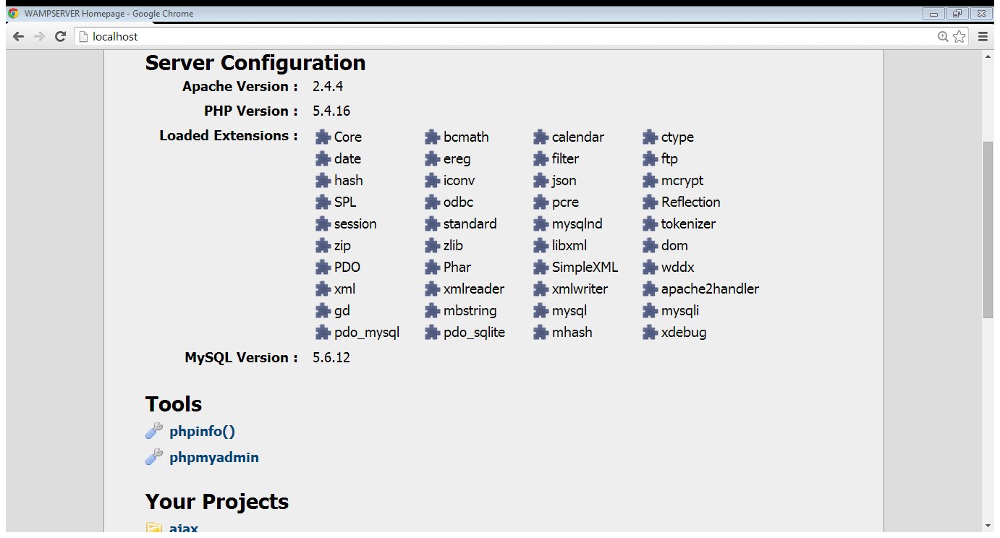 WAMPSERVER Homepage - Google Chrome
localhost
Server Configuration
Apache Version : 2.4.4
PHP Version : 5.4.16
Loaded Extensions : Core bcmath calendar ctype
date ereg filter ftp
hash iconv json mcrypt
SPL odbc pcre Reflection
session standard mysqlnd tokenizer
zip zlib libxml dom
PDO Phar SimpleXML wddx
xml xmlreader xmlwriter apache2handler
gd mbstring mysql mysqli
pdo_mysql pdo_sqlite mhash xdebug
MySQL Version : 5.6.12
Tools
phpinfo()
phpmyadmin
Your Projects
ajax